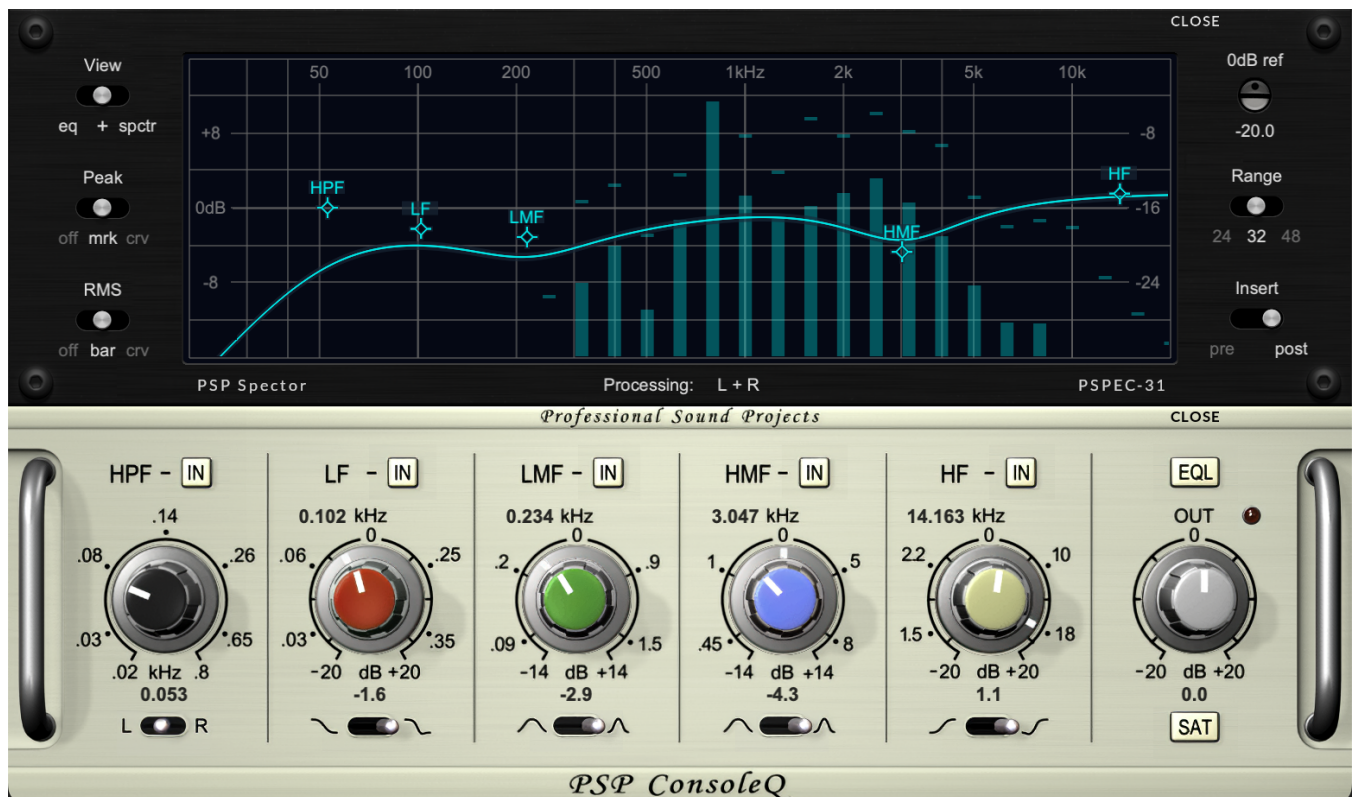 CLOSE
View
eq + spctr
Peak
off mrk crv
RMS
off bar crv
50 100 200 500 1kHz 2k 5k 10k
+8 -8
0dB -16
-8 -24
HPF
LF
LMF
HMF
HF
0dB ref
-20.0
Range
24 32 48
Insert
pre post
PSP Spector
Processing: L + R
PSPEC-31
Professional Sound Projects
CLOSE
HPF - IN
.14
.08 .26
.03 .65
.02 kHz .8
0.053
L R
LF - IN
0.102 kHz
0
.06 .25
.03 .35
-20 dB +20
-1.6
LMF - IN
0.234 kHz
0
.2 .9
.09 1.5
-14 dB +14
-2.9
HMF - IN
3.047 kHz
0
1 5
.45 8
-14 dB +14
-4.3
HF - IN
14.163 kHz
0
2.2 10
1.5 18
-20 dB +20
1.1
EQL
OUT
0
-20 +20
0.0
SAT
PSP ConsoleQ